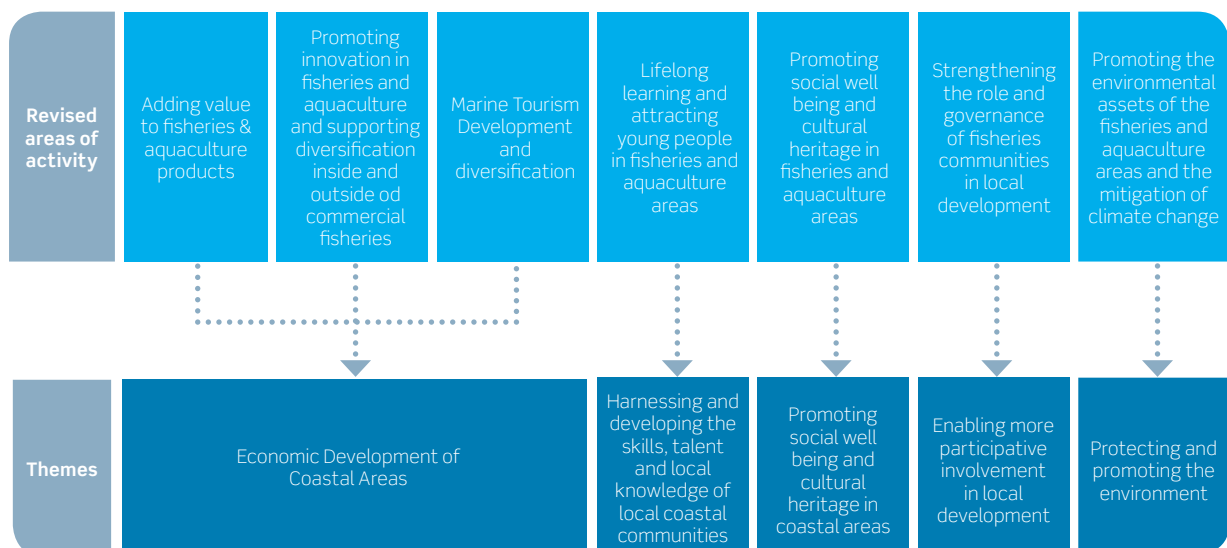 Revised
areas of
activity
Adding value
to fisheries &
aquaculture
products
Promoting
innovation in
fisheries and
aquaculture
and supporting
diversification
inside and
outside od
commercial
fisheries
Marine Tourism
Development
and
diversification
Lifelong
learning and
attracting
young people
in fisheries and
aquaculture
areas
Promoting
social well
being and
cultural
heritage in
fisheries and
aquaculture
areas
Strengthening
the role and
governance
of fisheries
communities
in local
development
Promoting the
environmental
assets of the
fisheries and
aquaculture
areas and the
mitigation of
climate change
Themes
Economic Development of
Coastal Areas
Harnessing and
developing the
skills, talent
and local
knowledge of
local coastal
communities
Promoting
social well
being and
cultural
heritage in
coastal areas
Enabling more
participative
involvement
in local
development
Protecting and
promoting the
environment